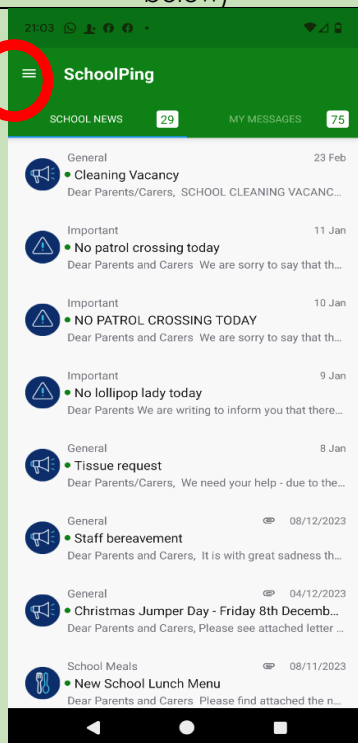 below)
21:03
SchoolPing
SCHOOL NEWS 29 MY MESSAGES 75
General 23 Feb
Cleaning Vacancy
Dear Parents/Carers, SCHOOL CLEANING VACANC...
Important 11 Jan
No patrol crossing today
Dear Parents and Carers We are sorry to say that th...
Important 10 Jan
NO PATROL CROSSING TODAY
Dear Parents and Carers We are sorry to say that th...
Important 9 Jan
No lollipop lady today
Dear Parents We are writing to inform you that there...
General 8 Jan
Tissue request
Dear Parents/Carers, We need your help - due to the...
General 08/12/2023
Staff bereavement
Dear Parents and Carers, It is with great sadness th...
General 04/12/2023
Christmas Jumper Day - Friday 8th Decemb...
Dear Parents and Carers, Please see attached letter ...
School Meals 08/11/2023
New School Lunch Menu
Dear Parents and Carers Please find attached the n...